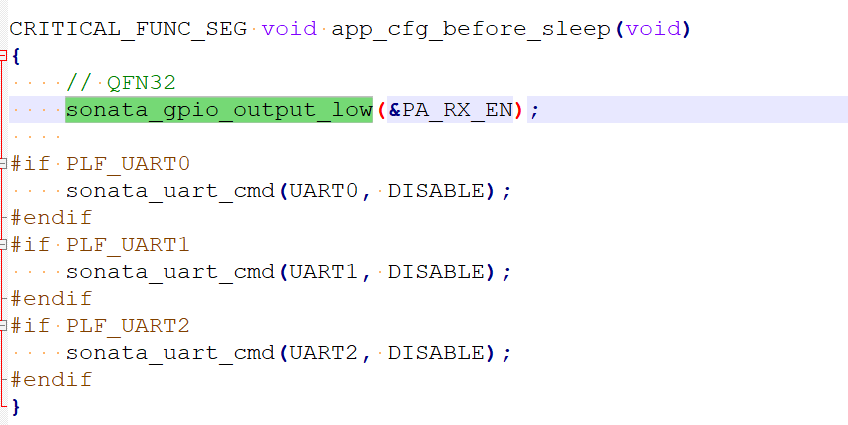 CRITICAL_FUNC_SEG void app_cfg_before_sleep(void)
{
    // QFN32
    sonata_gpio_output_low(&PA_RX_EN);

#if PLF_UART0
    sonata_uart_cmd(UART0, DISABLE);
#endif
#if PLF_UART1
    sonata_uart_cmd(UART1, DISABLE);
#endif
#if PLF_UART2
    sonata_uart_cmd(UART2, DISABLE);
#endif
}